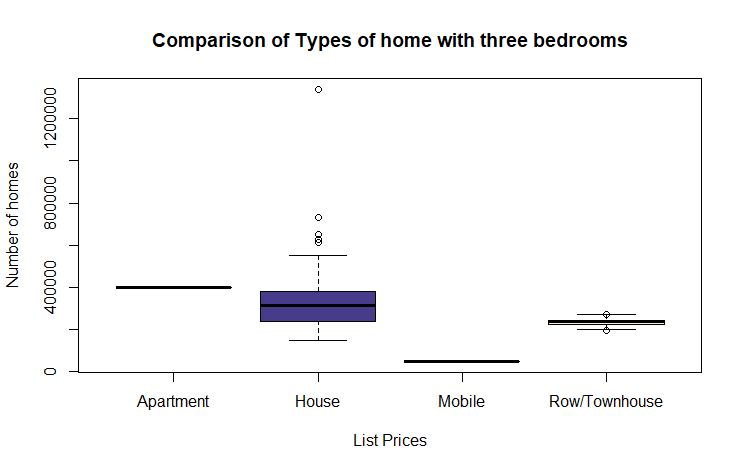 Comparison of Types of home with three bedrooms
Number of homes
1200000
800000
400000
0
Apartment House Mobile Row/Townhouse
List Prices